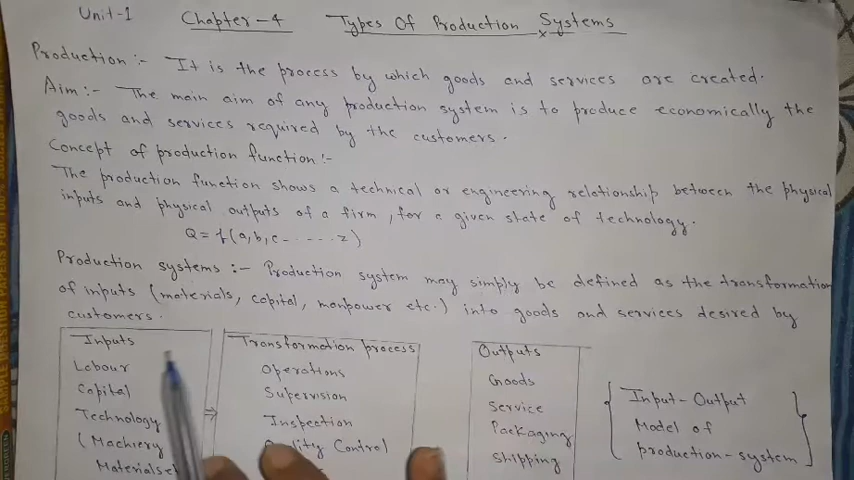 Unit-1 Chapter-4 Types Of Production Systems
Production :- It is the process by which goods and services are created.
Aim :- The main aim of any production system is to produce economically the
goods and services required by the customers.
Concept of production function :-
The production function shows a technical or engineering relationship between the physical
inputs and physical outputs of a firm, for a given state of technology.
Q = f(a,b,c-----z)
Production systems :- Production system may simply be defined as the transformation
of inputs (materials, capital, manpower etc.) into goods and services desired by
customers.
Inputs
Labour
Capital
Technology
(Machiery
Materials
Transformation process
Operations
Supervision
Inspection
Control
Outputs
Goods
Service
Packaging
Shipping
Input-Output
Model of
production-system